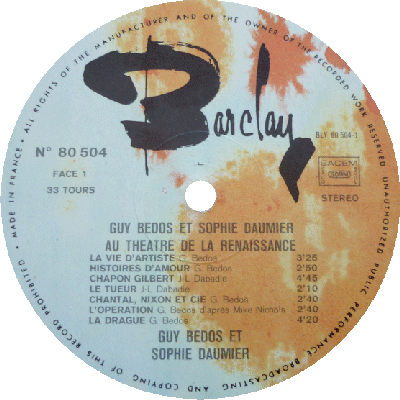 ALL RIGHTS OF THE MANUFACTURER AND OF THE OWNER OF THE RECORDED WORK RESERVED
UNAUTHORIZED PUBLIC PERFORMANCE BROADCASTING AND COPYING OF THIS RECORD PROHIBITED • MADE IN FRANCE •
Barclay
BLY 80 504-1
N° 80 504
FACE 1
33 TOURS
SACEM
STEREO
GUY BEDOS ET SOPHIE DAUMIER
AU THEATRE DE LA RENAISSANCE
LA VIE D'ARTISTE G. Bedos 3'25
HISTOIRES D'AMOUR G. Bedos 2'50
CHAPON GILBERT J-L Dabadie 4'45
LE TUEUR J-L Dabadie 2'10
CHANTAL, NIXON ET CIE G. Bedos 2'40
L'OPERATION G. Bedos d'après Mike Nichols 2'40
LA DRAGUE G. Bedos 4'20
GUY BEDOS ET
SOPHIE DAUMIER